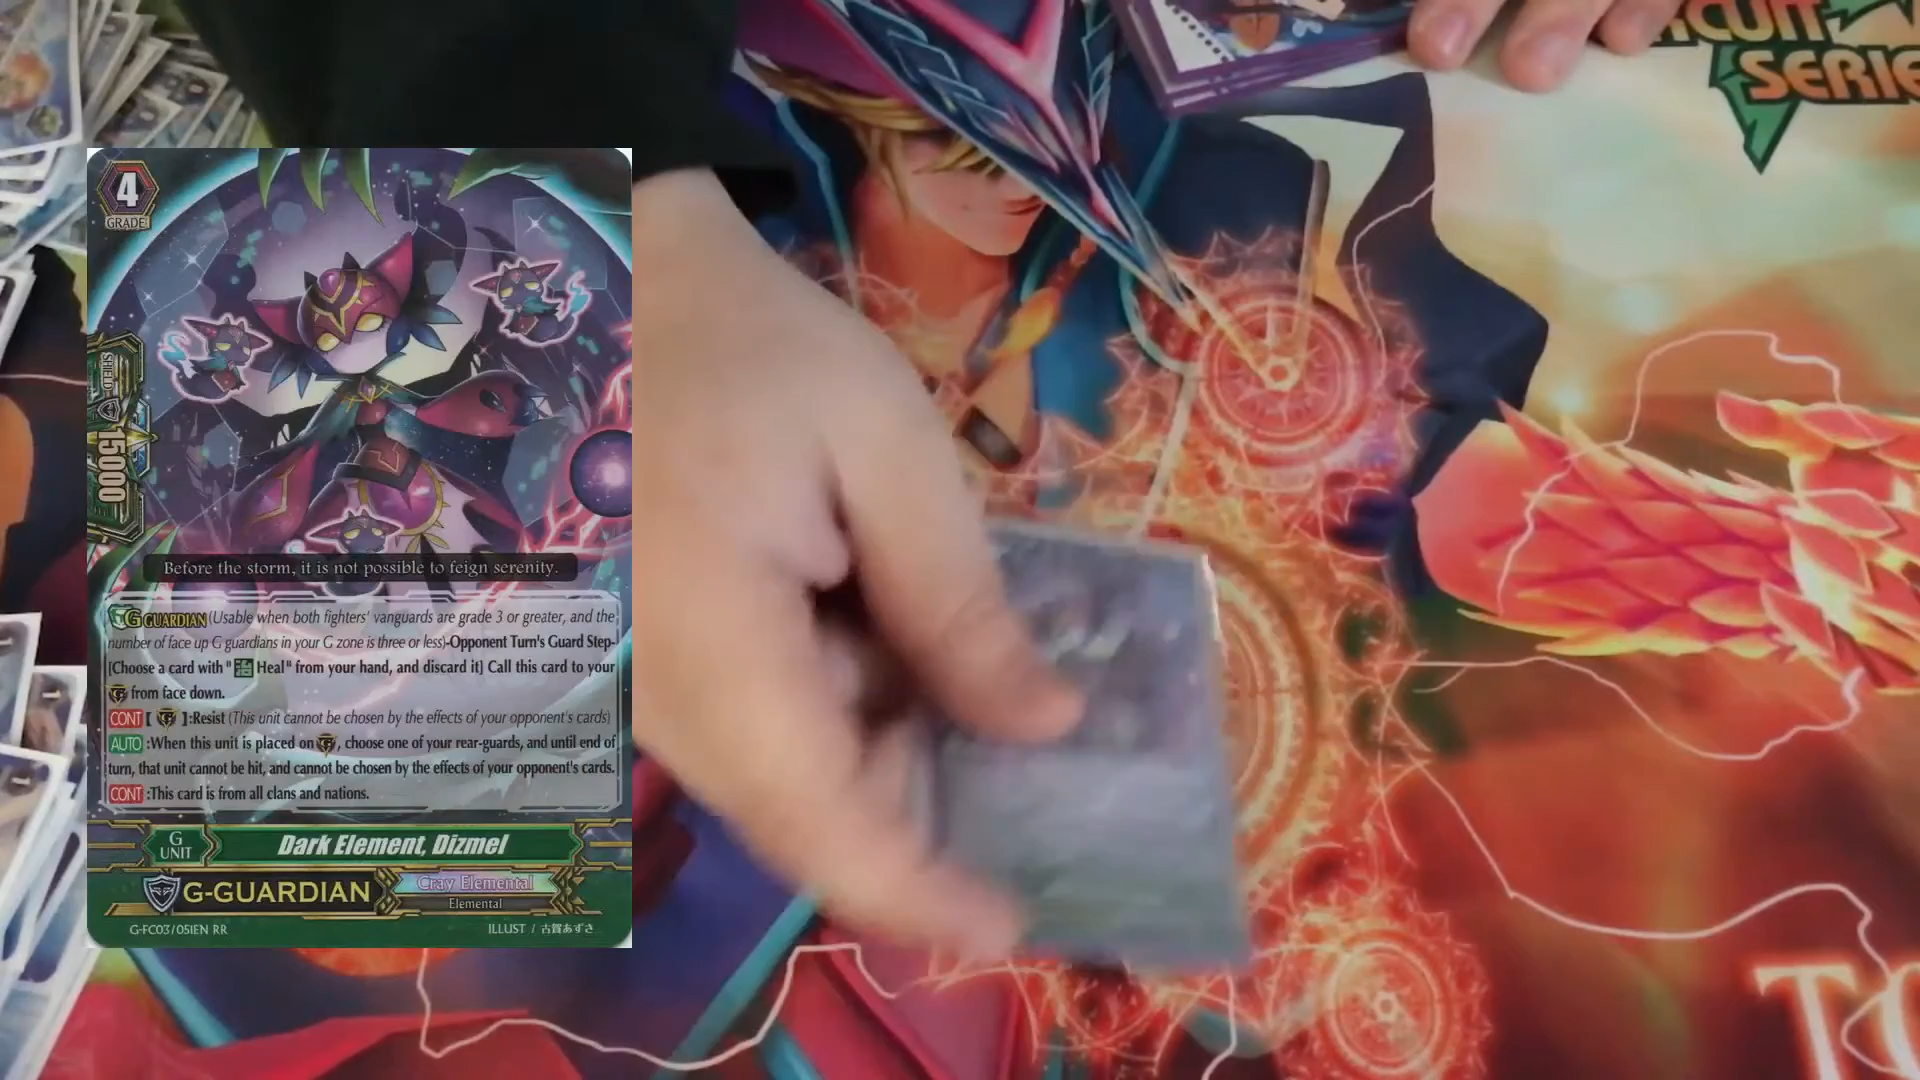 4
GRADE
SHIELD
15000
Before the storm, it is not possible to feign serenity.
G GUARDIAN (Usable when both fighters' vanguards are grade 3 or greater, and the
number of face up G guardians in your G zone is three or less)-Opponent Turn's Guard Step-
[Choose a card with "治 Heal" from your hand, and discard it] Call this card to your
G from face down.
CONT [ G ]:Resist (This unit cannot be chosen by the effects of your opponent's cards)
AUTO :When this unit is placed on G, choose one of your rear-guards, and until end of
turn, that unit cannot be hit, and cannot be chosen by the effects of your opponent's cards.
CONT :This card is from all clans and nations.
G
UNIT
Dark Element, Dizmel
G-GUARDIAN
Cray Elemental
Elemental
G-FC03/051EN RR
ILLUST / 古賀あずさ
RCUIT
SERIE